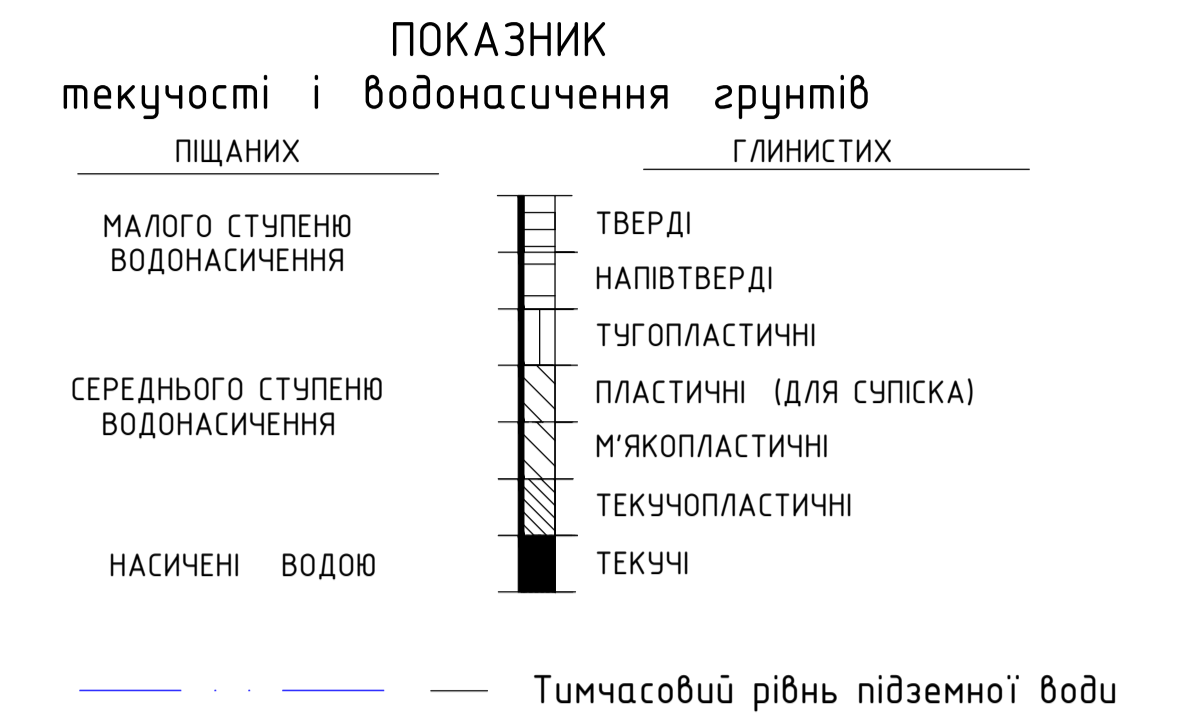 ПОКАЗНИК
текучості і водонасичення грунтів
ПІЩАНИХ
ГЛИНИСТИХ
МАЛОГО СТУПЕНЮ
ВОДОНАСИЧЕННЯ
СЕРЕДНЬОГО СТУПЕНЮ
ВОДОНАСИЧЕННЯ
НАСИЧЕНІ ВОДОЮ
ТВЕРДІ
НАПІВТВЕРДІ
ТУГОПЛАСТИЧНІ
ПЛАСТИЧНІ (ДЛЯ СУПІСКА)
М'ЯКОПЛАСТИЧНІ
ТЕКУЧОПЛАСТИЧНІ
ТЕКУЧІ
Тимчасовий рівнь підземної води